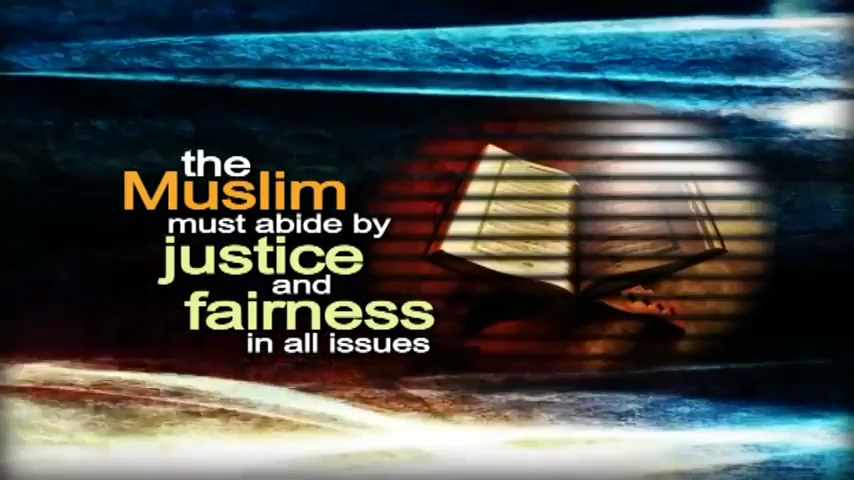 the
Muslim
must abide by
justice
and
fairness
in all issues